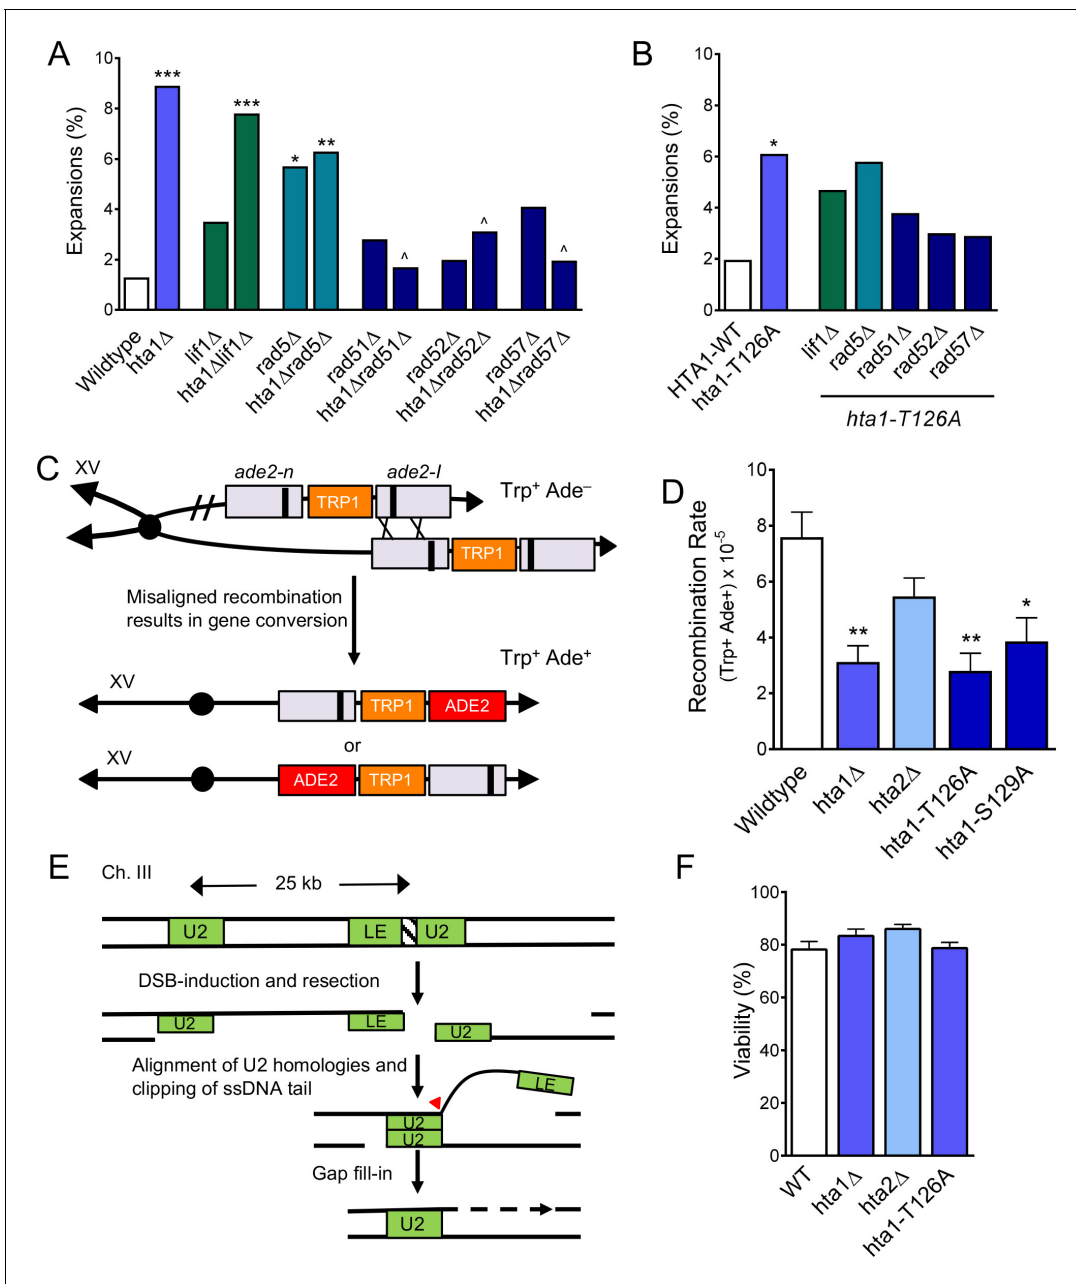 A
Expansions (%)
10
8
6
4
2
0
***
***
*
**
^
^
^
Wildtype
hta1Δ
lif1Δ
hta1Δlif1Δ
rad5Δ
hta1Δrad5Δ
rad51Δ
hta1Δrad51Δ
rad52Δ
hta1Δrad52Δ
rad57Δ
hta1Δrad57Δ
B
Expansions (%)
10
8
6
4
2
0
*
HTA1-WT
hta1-T126A
lif1Δ
rad5Δ
rad51Δ
rad52Δ
rad57Δ
hta1-T126A
C
XV
ade2-n
ade2-I
TRP1
Trp+ Ade–
TRP1
Misaligned recombination
results in gene conversion
Trp+ Ade+
XV
TRP1
ADE2
or
XV
ADE2
TRP1
D
Recombination Rate
(Trp+ Ade+) x 10-5
10
8
6
4
2
0
**
**
*
Wildtype
hta1Δ
hta2Δ
hta1-T126A
hta1-S129A
E
Ch. III
25 kb
U2
LE
U2
DSB-induction and resection
U2
LE
U2
Alignment of U2 homologies and
clipping of ssDNA tail
LE
U2
U2
Gap fill-in
U2
F
Viability (%)
100
80
60
40
20
0
WT
hta1Δ
hta2Δ
hta1-T126A